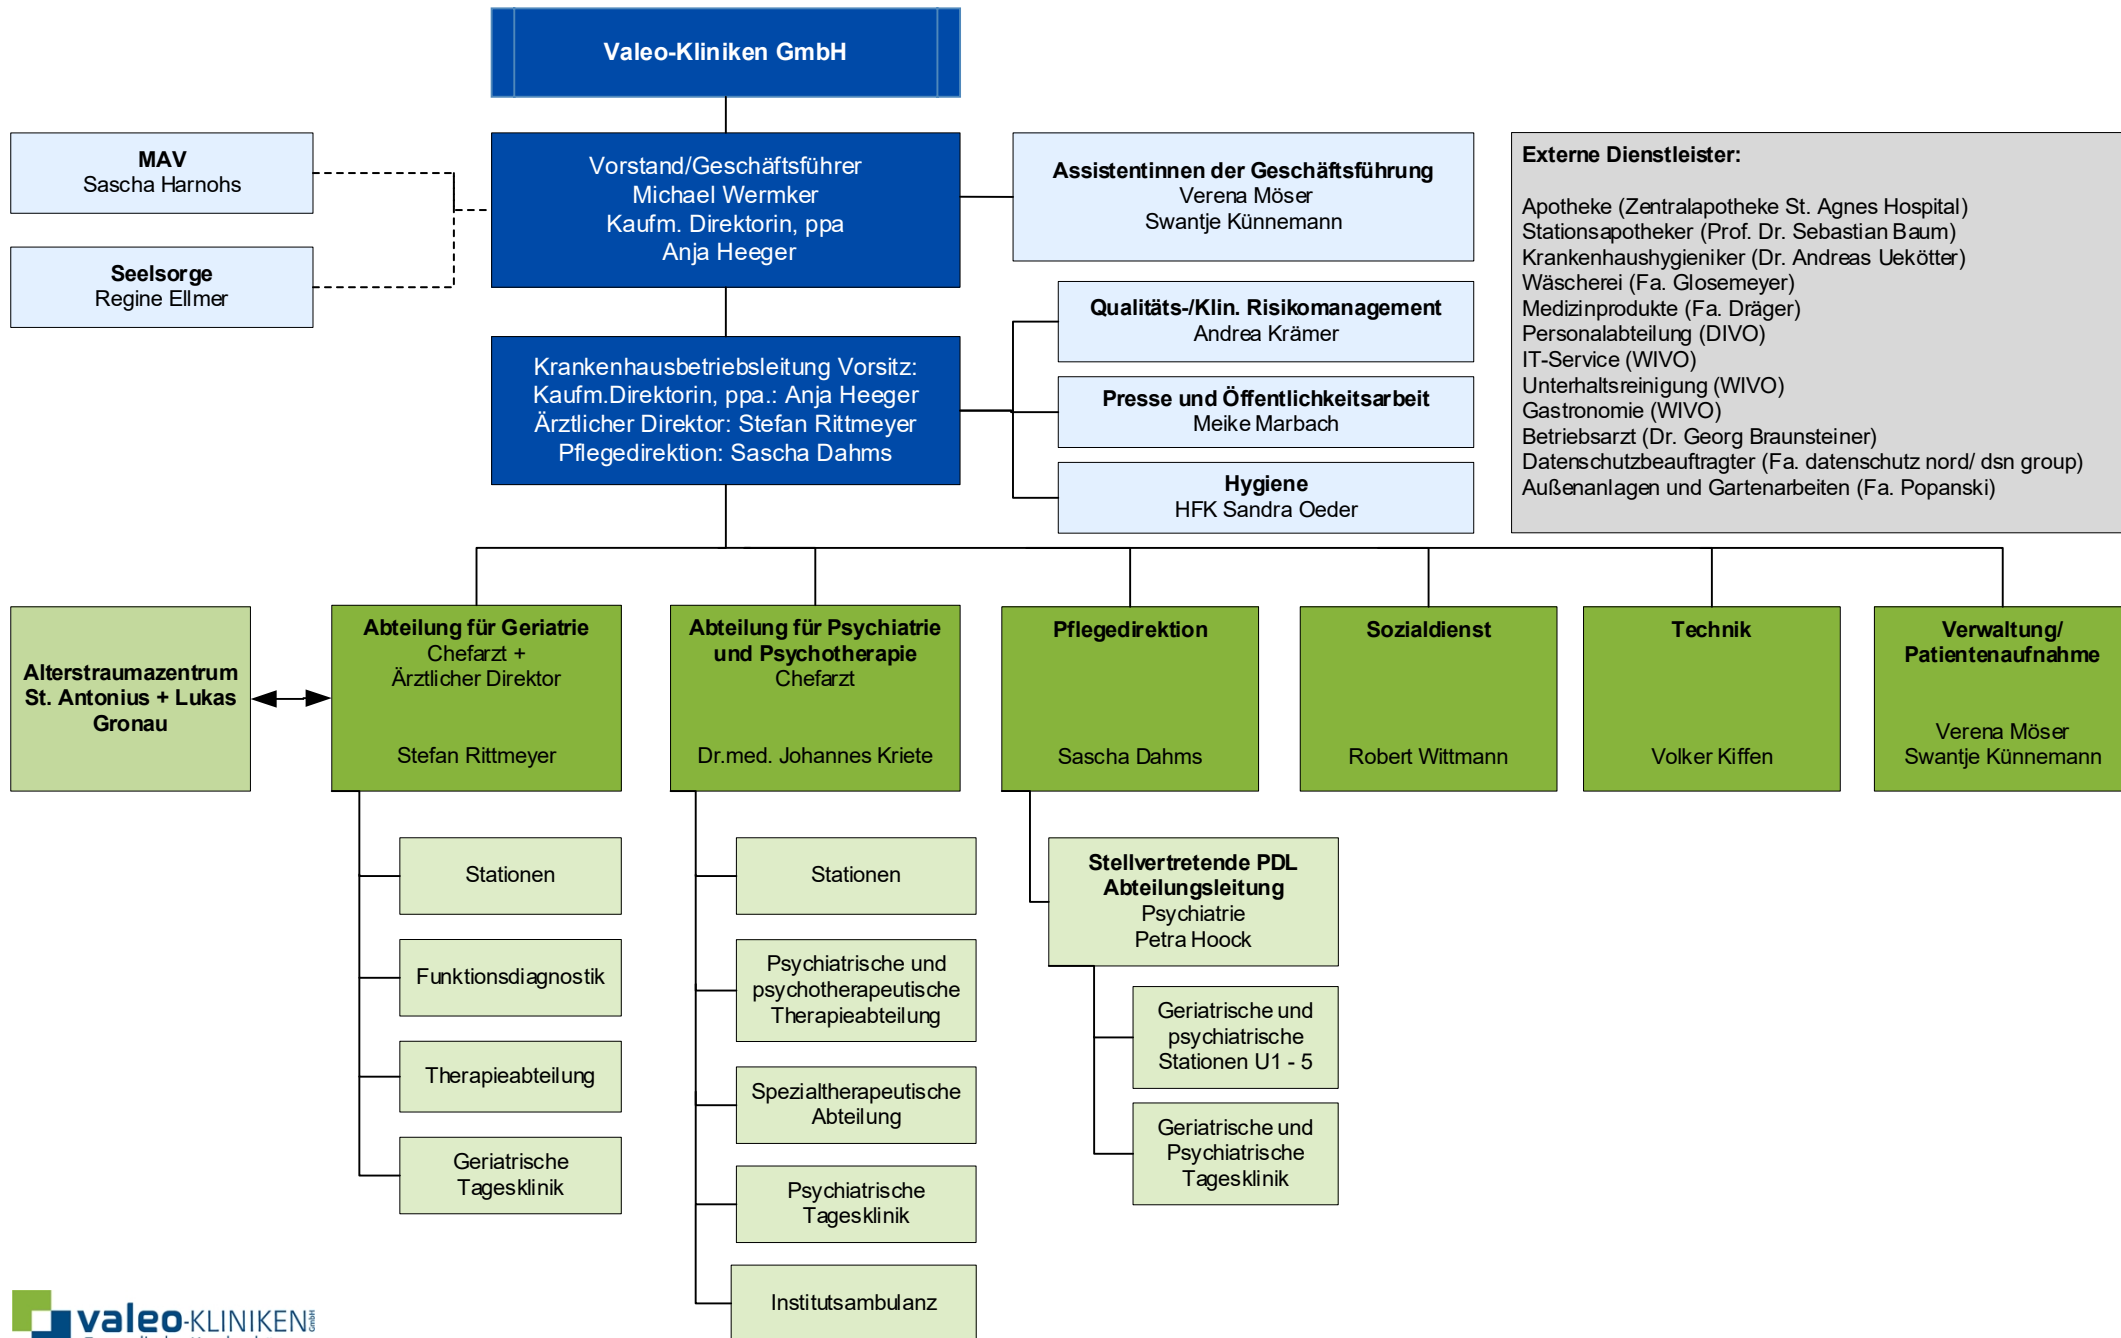 Valeo-Kliniken GmbH
MAV
Sascha Harnohs
Seelsorge
Regine Ellmer
Vorstand/Geschäftsführer
Michael Wermker
Kaufm. Direktorin, ppa
Anja Heeger
Assistentinnen der Geschäftsführung
Verena Möser
Swantje Künnemann
Externe Dienstleister:
Apotheke (Zentralapotheke St. Agnes Hospital)
Stationsapotheker (Prof. Dr. Sebastian Baum)
Krankenhaushygieniker (Dr. Andreas Uekötter)
Wäscherei (Fa. Glosemeyer)
Medizinprodukte (Fa. Dräger)
Personalabteilung (DIVO)
IT-Service (WIVO)
Unterhaltsreinigung (WIVO)
Gastronomie (WIVO)
Betriebsarzt (Dr. Georg Braunsteiner)
Datenschutzbeauftragter (Fa. datenschutz nord/ dsn group)
Außenanlagen und Gartenarbeiten (Fa. Popanski)
Krankenhausbetriebsleitung Vorsitz:
Kaufm.Direktorin, ppa.: Anja Heeger
Ärztlicher Direktor: Stefan Rittmeyer
Pflegedirektion: Sascha Dahms
Qualitäts-/Klin. Risikomanagement
Andrea Krämer
Presse und Öffentlichkeitsarbeit
Meike Marbach
Hygiene
HFK Sandra Oeder
Alterstraumazentrum
St. Antonius + Lukas
Gronau
Abteilung für Geriatrie
Chefarzt +
Ärztlicher Direktor
Stefan Rittmeyer
Abteilung für Psychiatrie
und Psychotherapie
Chefarzt
Dr.med. Johannes Kriete
Pflegedirektion
Sascha Dahms
Sozialdienst
Robert Wittmann
Technik
Volker Kiffen
Verwaltung/
Patientenaufnahme
Verena Möser
Swantje Künnemann
Stationen
Funktionsdiagnostik
Therapieabteilung
Geriatrische
Tagesklinik
Stationen
Psychiatrische und
psychotherapeutische
Therapieabteilung
Spezialtherapeutische
Abteilung
Psychiatrische
Tagesklinik
Institutsambulanz
Stellvertretende PDL
Abteilungsleitung
Psychiatrie
Petra Hoock
Geriatrische und
psychiatrische
Stationen U1 - 5
Geriatrische und
Psychiatrische
Tagesklinik
valeo-KLINIKEN GmbH